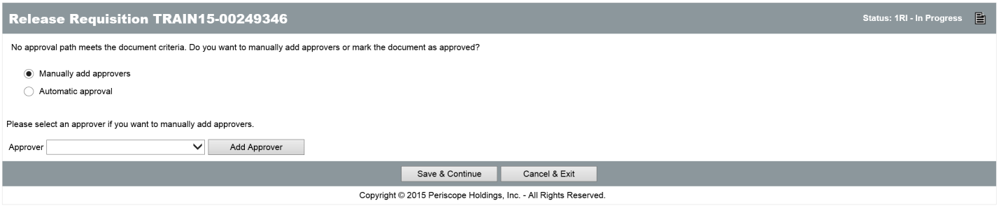 Release Requisition TRAIN15-00249346
Status: 1RI - In Progress
No approval path meets the document criteria. Do you want to manually add approvers or mark the document as approved?
Manually add approvers
Automatic approval
Please select an approver if you want to manually add approvers.
Approver
Add Approver
Save & Continue
Cancel & Exit
Copyright © 2015 Periscope Holdings, Inc. - All Rights Reserved.